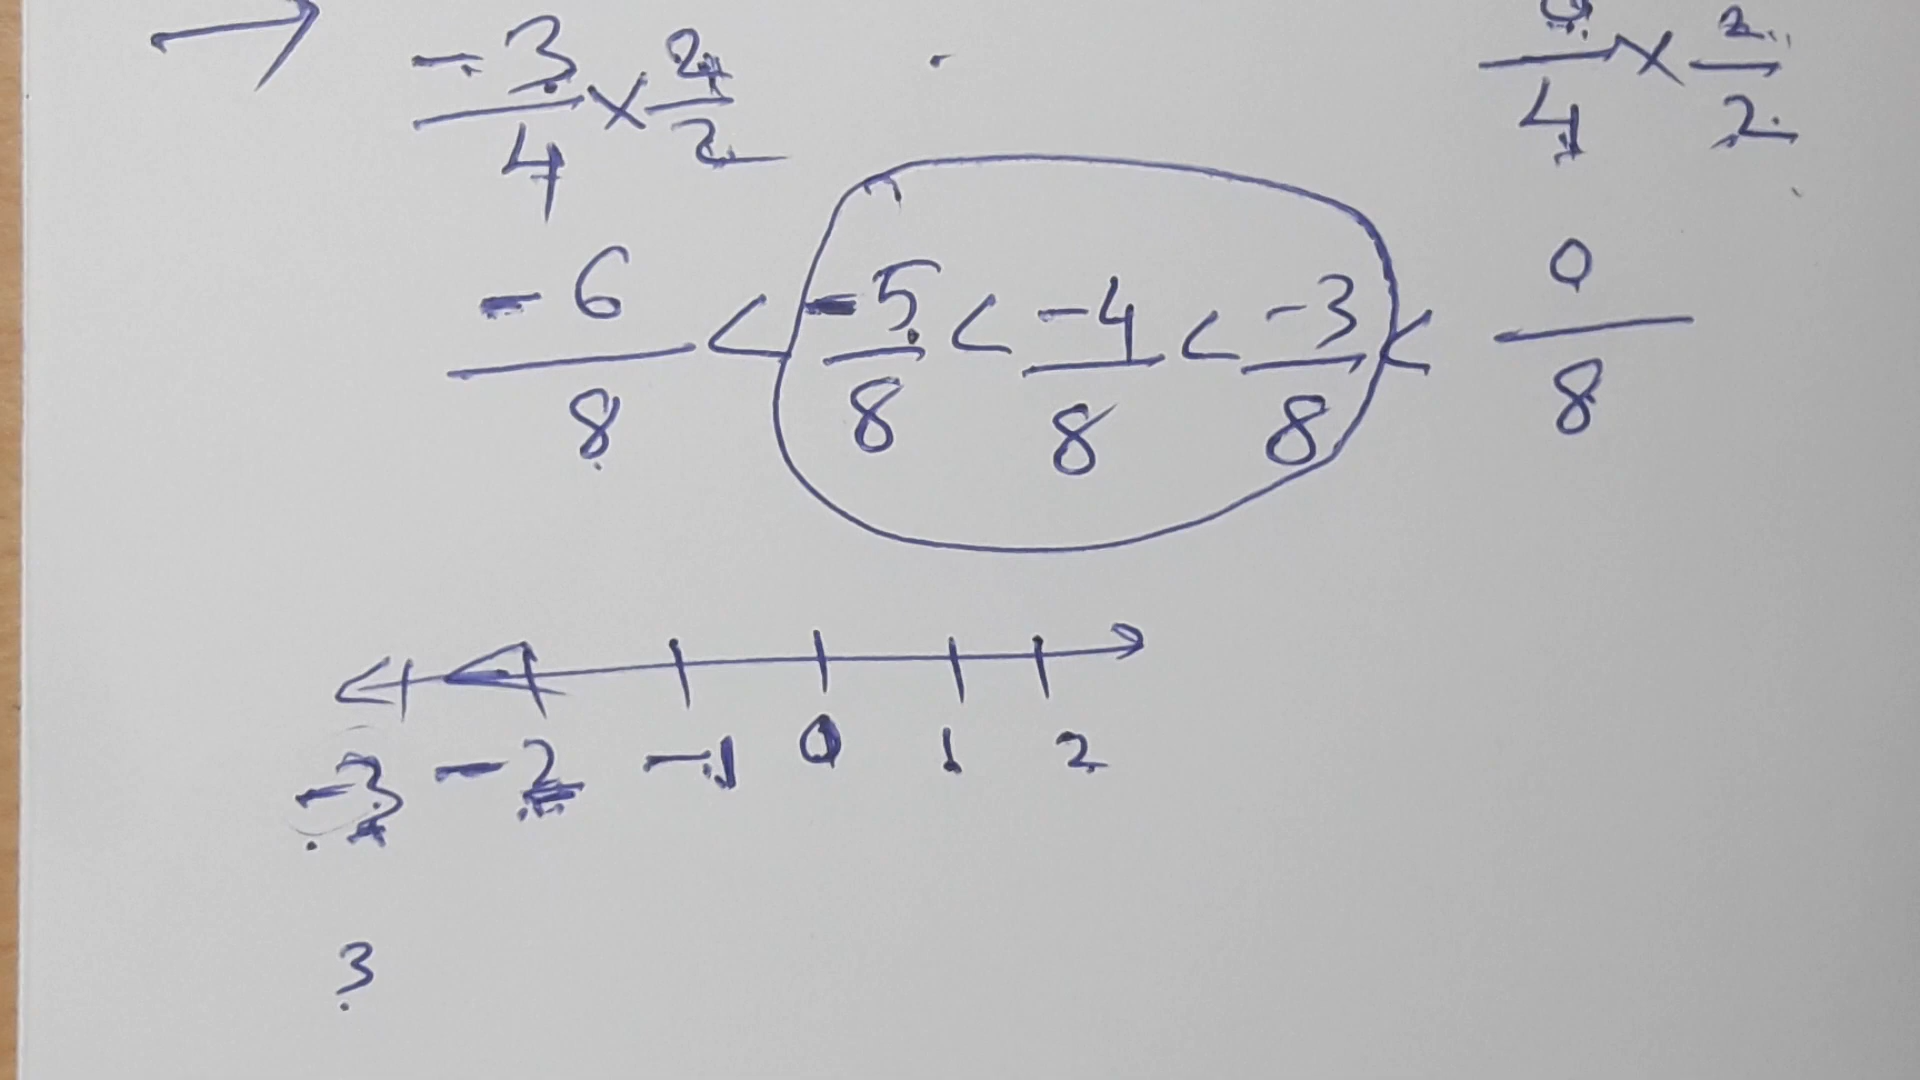 -3/4 × 2/2 0/4 × 2/2
-6/8 < -5/8 < -4/8 < -3/8 < 0/8
-3 -2 -1 0 1 2
3